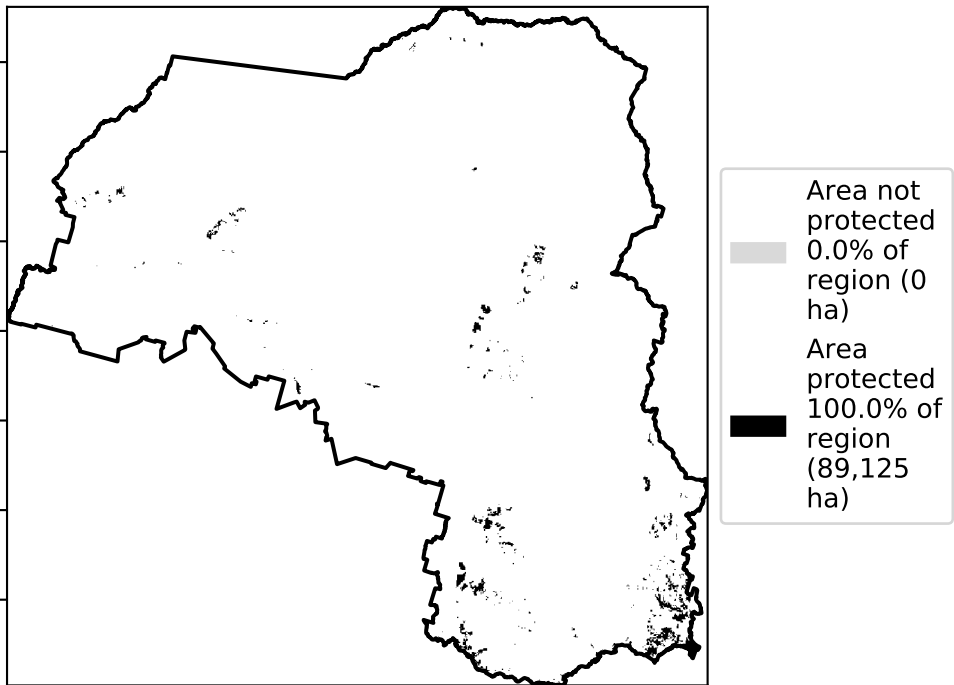 Area not
protected
0.0% of
region (0
ha)
Area
protected
100.0% of
region
(89,125
ha)